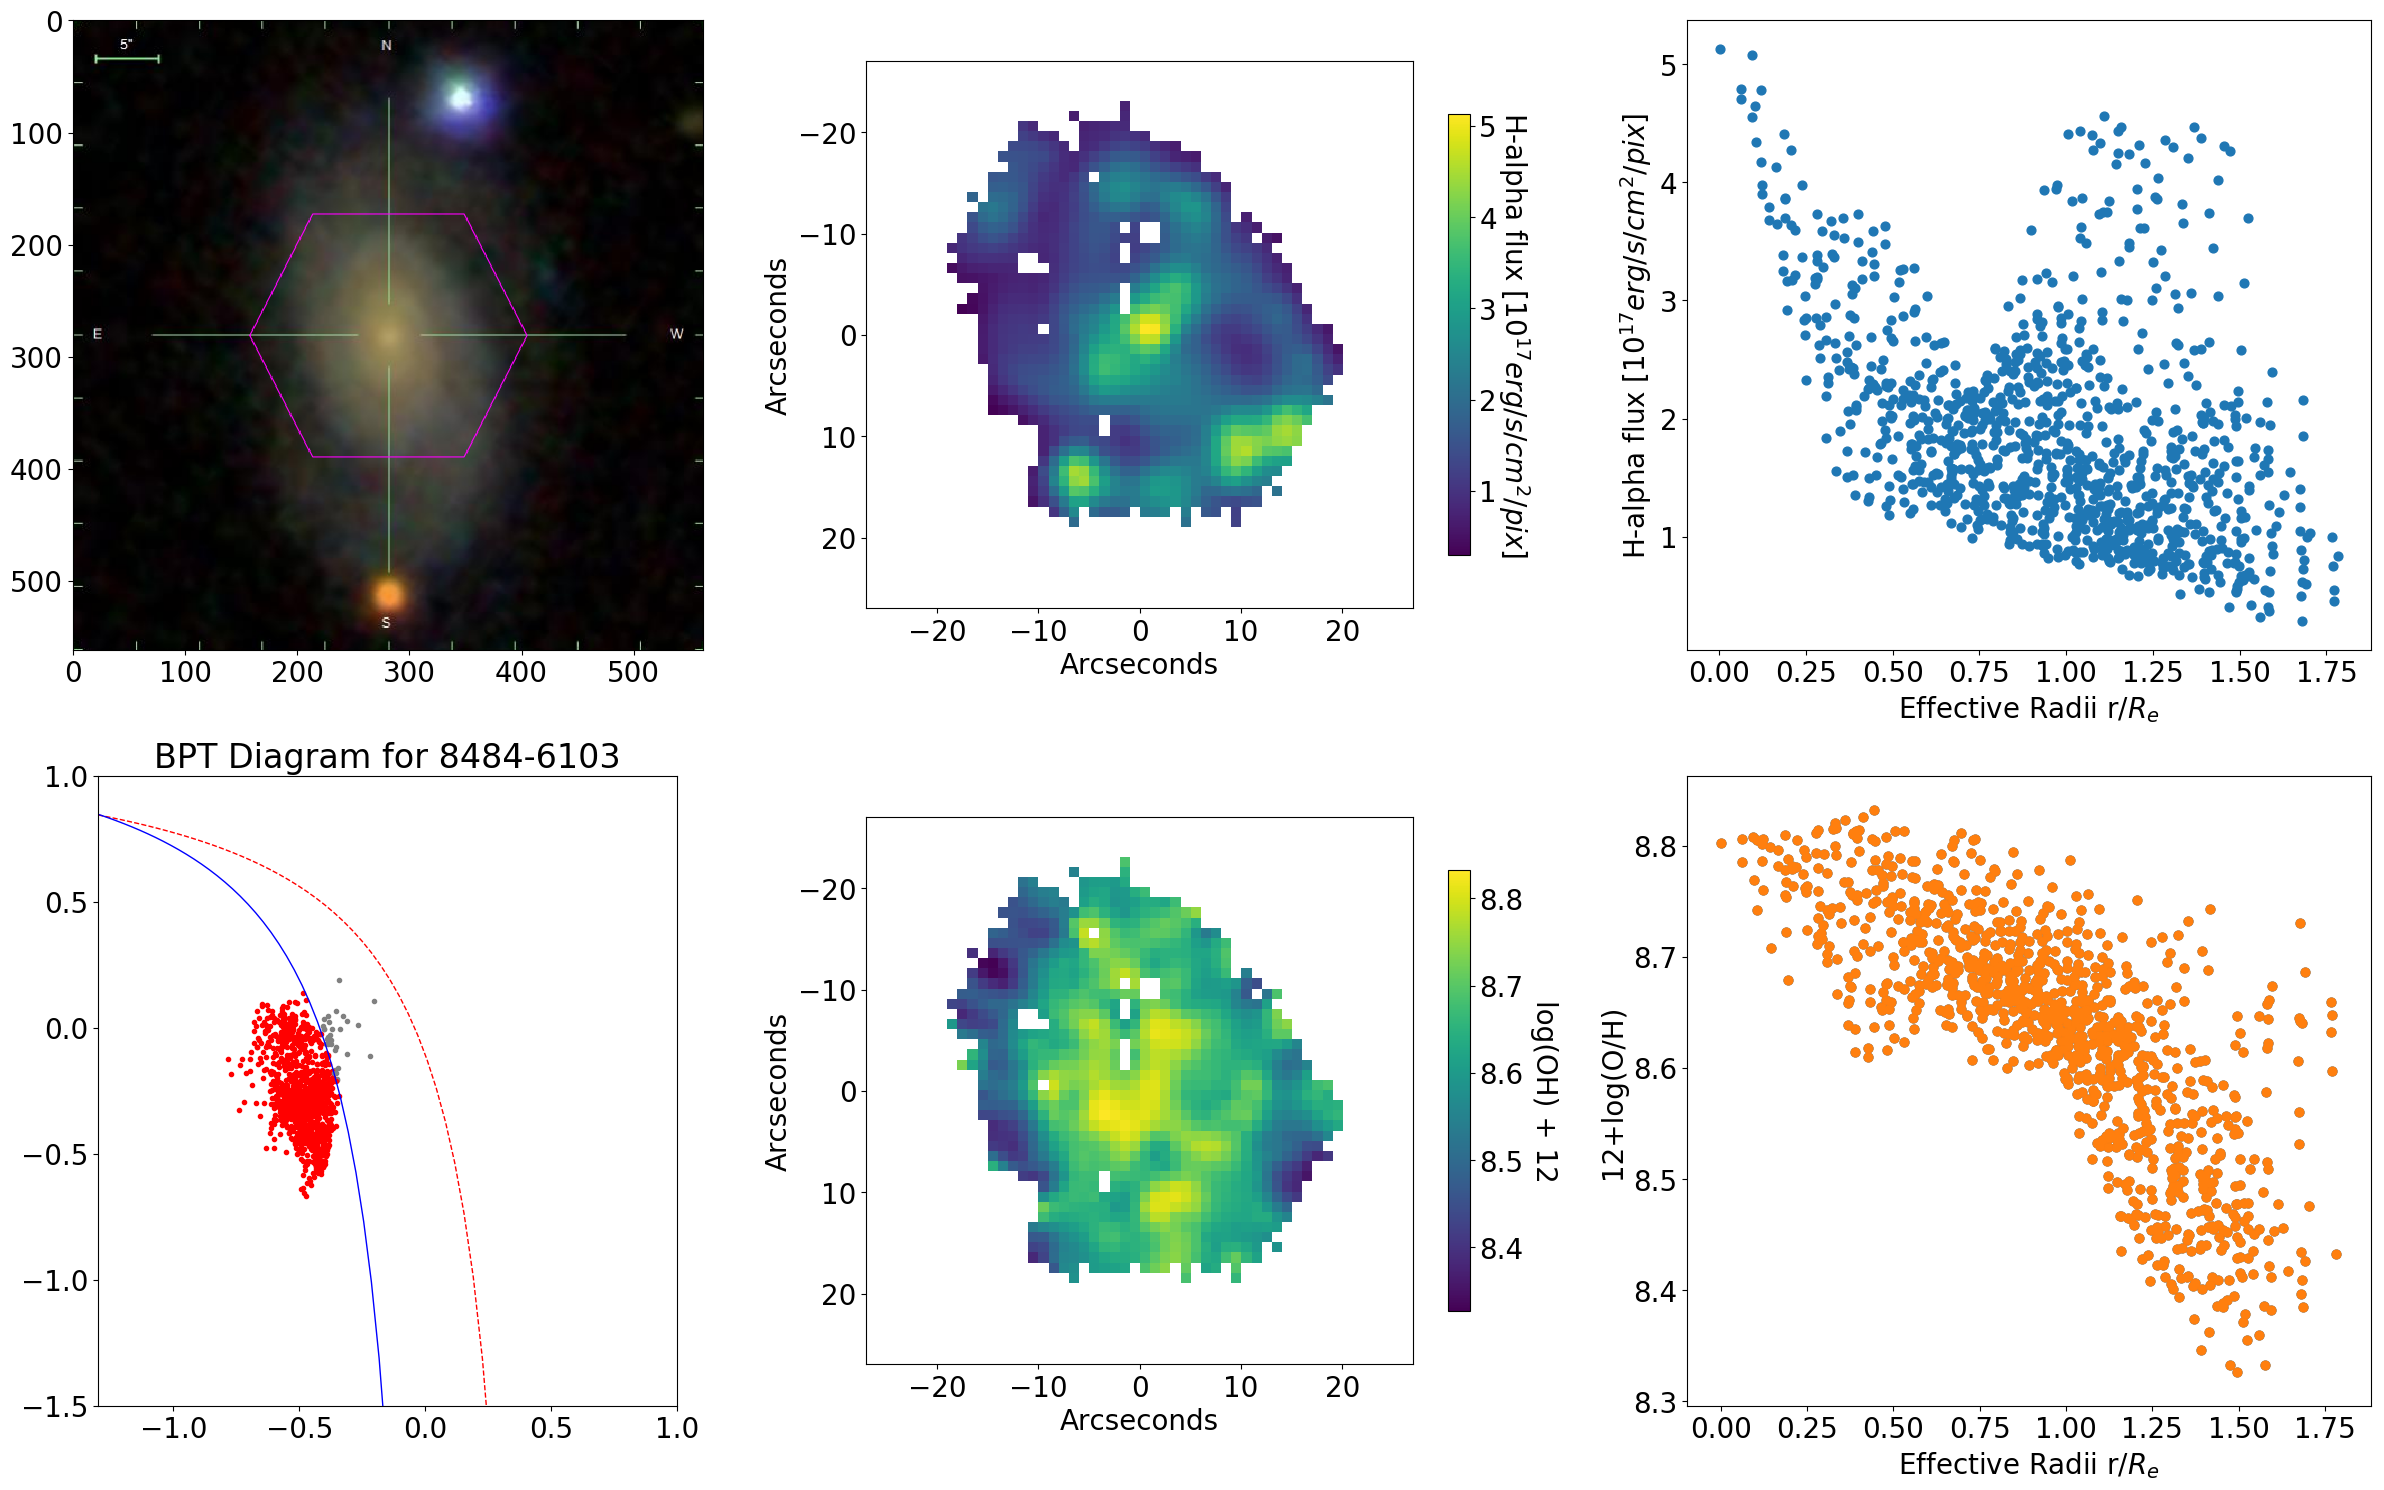 0
100
200
300
400
500
0 100 200 300 400 500
5"
N
E
W
S
−20
−10
0
10
20
Arcseconds
−20 −10 0 10 20
Arcseconds
5
4
3
2
1
H-alpha flux [10^17 erg/s/cm^2/pix]
5
4
3
2
1
H-alpha flux [10^17 erg/s/cm^2/pix]
0.00 0.25 0.50 0.75 1.00 1.25 1.50 1.75
Effective Radii r/R_e
BPT Diagram for 8484-6103
1.0
0.5
0.0
−0.5
−1.0
−1.5
−1.0 −0.5 0.0 0.5 1.0
−20
−10
0
10
20
Arcseconds
−20 −10 0 10 20
Arcseconds
8.8
8.7
8.6
8.5
8.4
log(OH) + 12
8.8
8.7
8.6
8.5
8.4
8.3
12+log(O/H)
0.00 0.25 0.50 0.75 1.00 1.25 1.50 1.75
Effective Radii r/R_e